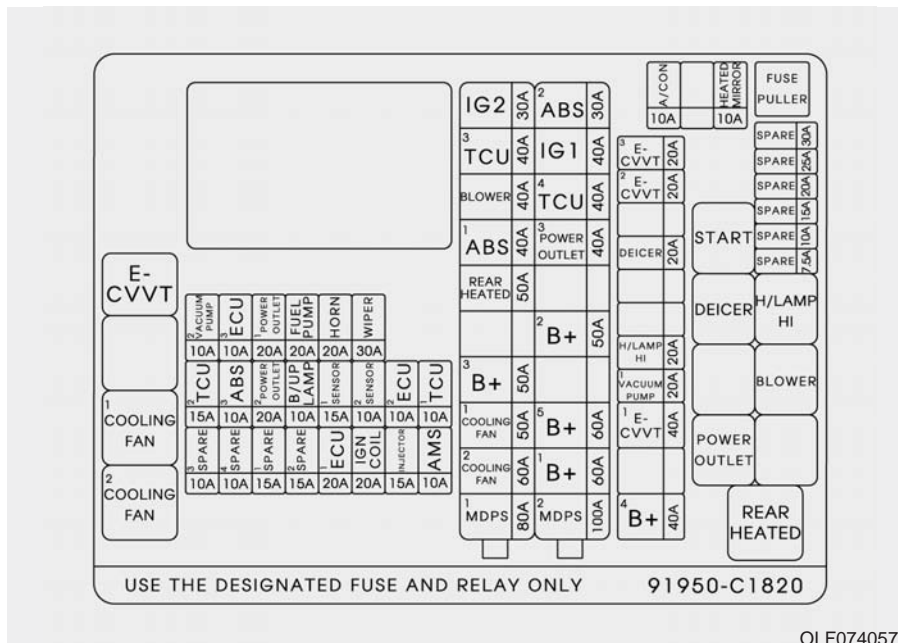 A/CON
10A
HEATED
MIRROR
10A
FUSE
PULLER
SPARE 30A
SPARE 25A
SPARE 20A
SPARE 15A
SPARE 10A
SPARE 7.5A
IG2 30A
3 TCU 40A
BLOWER 40A
1 ABS 40A
REAR
HEATED 50A
3 B+ 50A
1 COOLING
FAN 50A
2 COOLING
FAN 60A
1 MDPS 80A
2 ABS 30A
IG1 40A
4 TCU 40A
3 POWER
OUTLET 40A
2 B+ 50A
5 B+ 60A
1 B+ 60A
2 MDPS 100A
3 E-
CVVT 20A
2 E-
CVVT 20A
DEICER 20A
H/LAMP
HI 20A
1 VACUUM
PUMP 20A
1 E-
CVVT 40A
4 B+ 40A
START
DEICER
H/LAMP
HI
BLOWER
POWER
OUTLET
REAR
HEATED
E-
CVVT
1 COOLING
FAN
2 COOLING
FAN
2 VACUUM
PUMP
3 ECU
1 POWER
OUTLET
FUEL
PUMP
HORN
WIPER
10A 10A 20A 20A 20A 30A
2 TCU
3 ABS
2 POWER
OUTLET
B/UP
LAMP
1 SENSOR
2 SENSOR
2 ECU
1 TCU
15A 10A 20A 10A 15A 10A 10A 10A
3 SPARE
4 SPARE
1 SPARE
2 SPARE
1 ECU
IGN
COIL
INJECTOR
AMS
10A 10A 15A 15A 20A 20A 15A 10A
USE THE DESIGNATED FUSE AND RELAY ONLY 91950-C1820
OLF074057